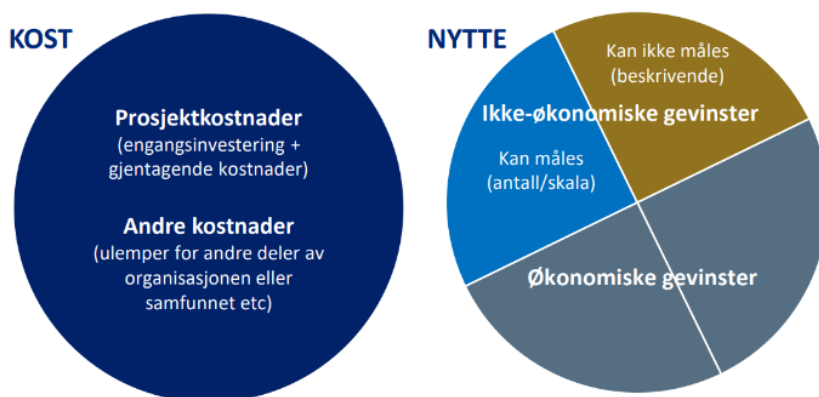 KOST
Prosjektkostnader
(engangsinvestering +
gjentagende kostnader)
Andre kostnader
(ulemper for andre deler av
organisasjonen eller
samfunnet etc)
NYTTE
Kan ikke måles
(beskrivende)
Ikke-økonomiske gevinster
Kan måles
(antall/skala)
Økonomiske gevinster